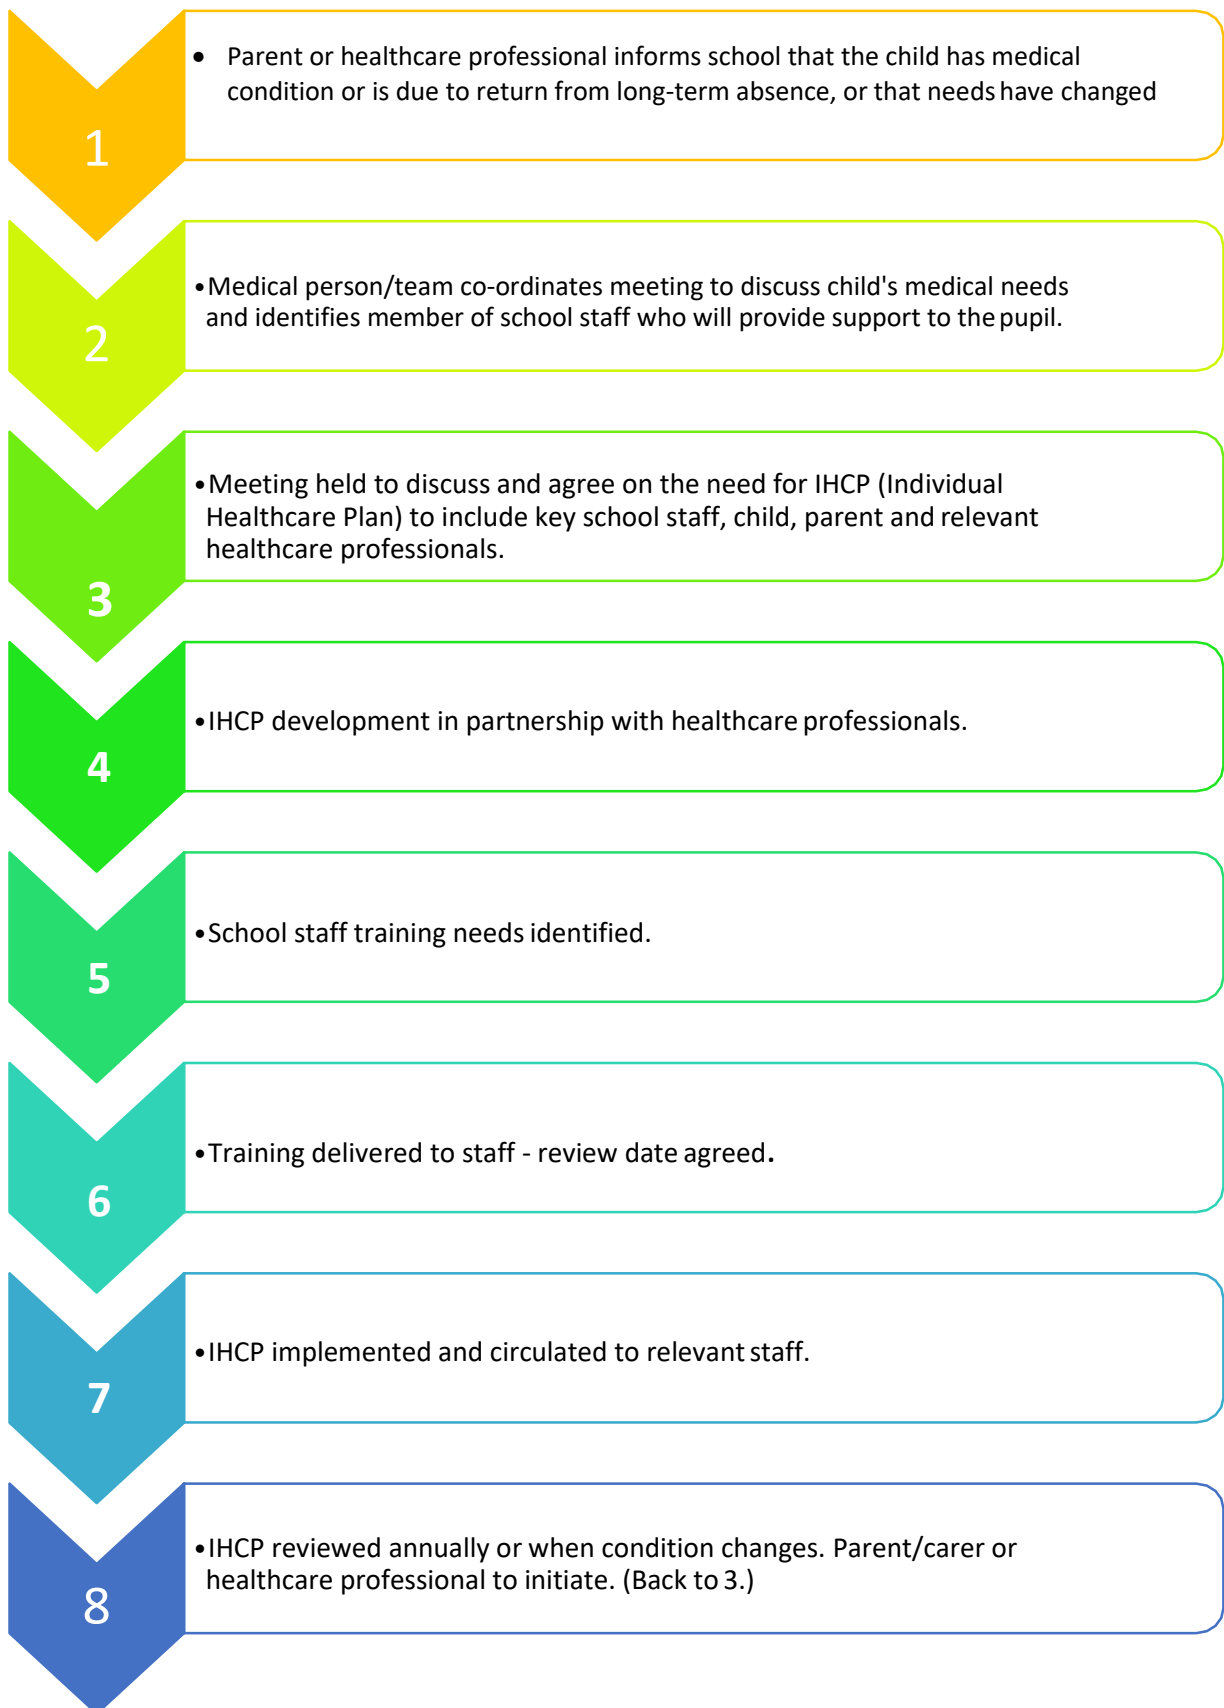 • Parent or healthcare professional informs school that the child has medical
condition or is due to return from long-term absence, or that needs have changed
1
•Medical person/team co-ordinates meeting to discuss child's medical needs
and identifies member of school staff who will provide support to the pupil.
2
•Meeting held to discuss and agree on the need for IHCP (Individual
Healthcare Plan) to include key school staff, child, parent and relevant
healthcare professionals.
3
•IHCP development in partnership with healthcare professionals.
4
•School staff training needs identified.
5
•Training delivered to staff - review date agreed.
6
•IHCP implemented and circulated to relevant staff.
7
•IHCP reviewed annually or when condition changes. Parent/carer or
healthcare professional to initiate. (Back to 3.)
8